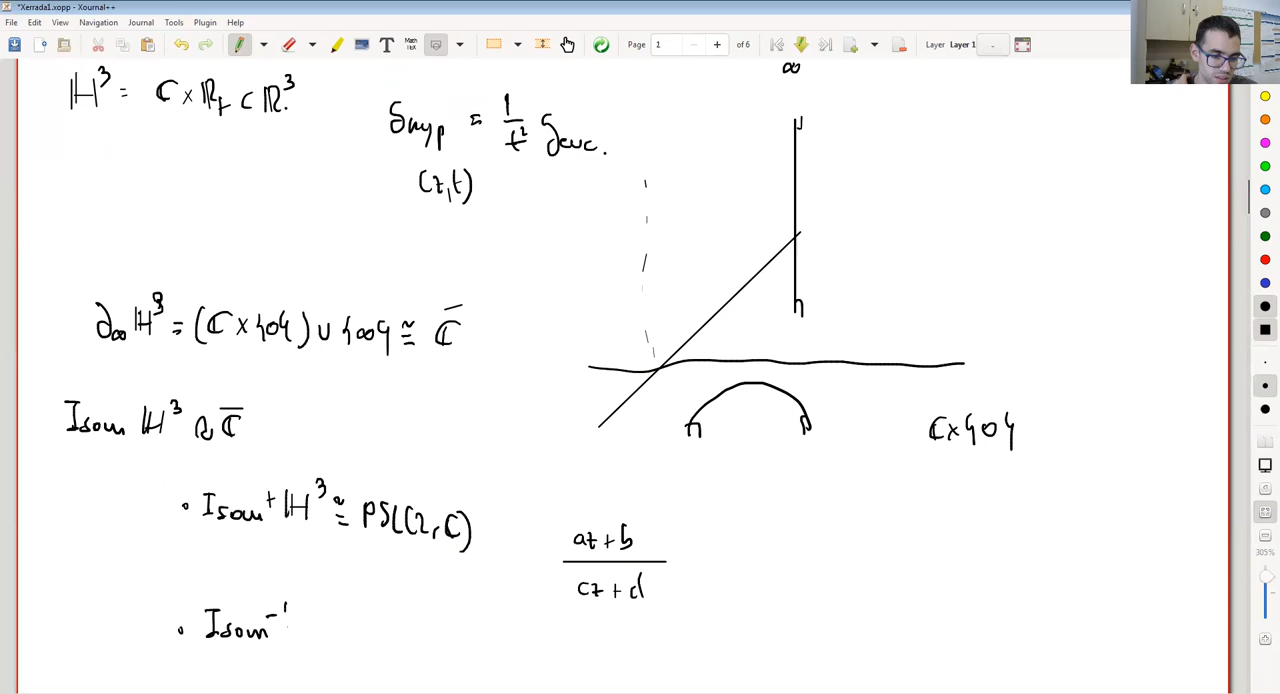 *Xerrada1.xopp - Xournal++
File Edit View Navigation Journal Tools Plugin Help
Page 1 of 6 Layer Layer 1
ℍ³ = ℂ × ℝ₊ ⊂ ℝ³.
g_hyp = 1/t² g_euc.
(z,t)
∞
∂∞ℍ³ = (ℂ × {0}) ∪ {∞} ≅ ℂ̅
Isom ℍ³ ↷ ℂ̅
ℂ×{0}
• Isom⁺ ℍ³ ≅ PSL(2,ℂ)
az + b
cz + d
• Isom⁻
305%